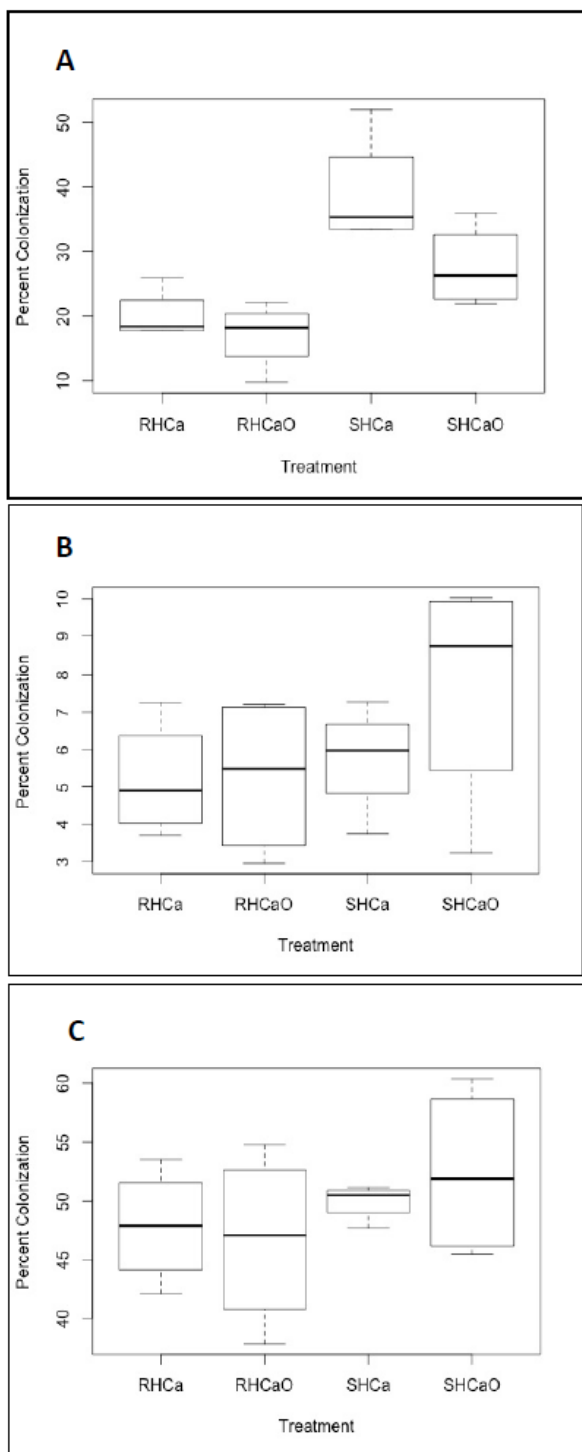 A
Percent Colonization
50
40
30
20
10
RHCa RHCaO SHCa SHCaO
Treatment
B
Percent Colonization
10
9
8
7
6
5
4
3
RHCa RHCaO SHCa SHCaO
Treatment
C
Percent Colonization
60
55
50
45
40
RHCa RHCaO SHCa SHCaO
Treatment